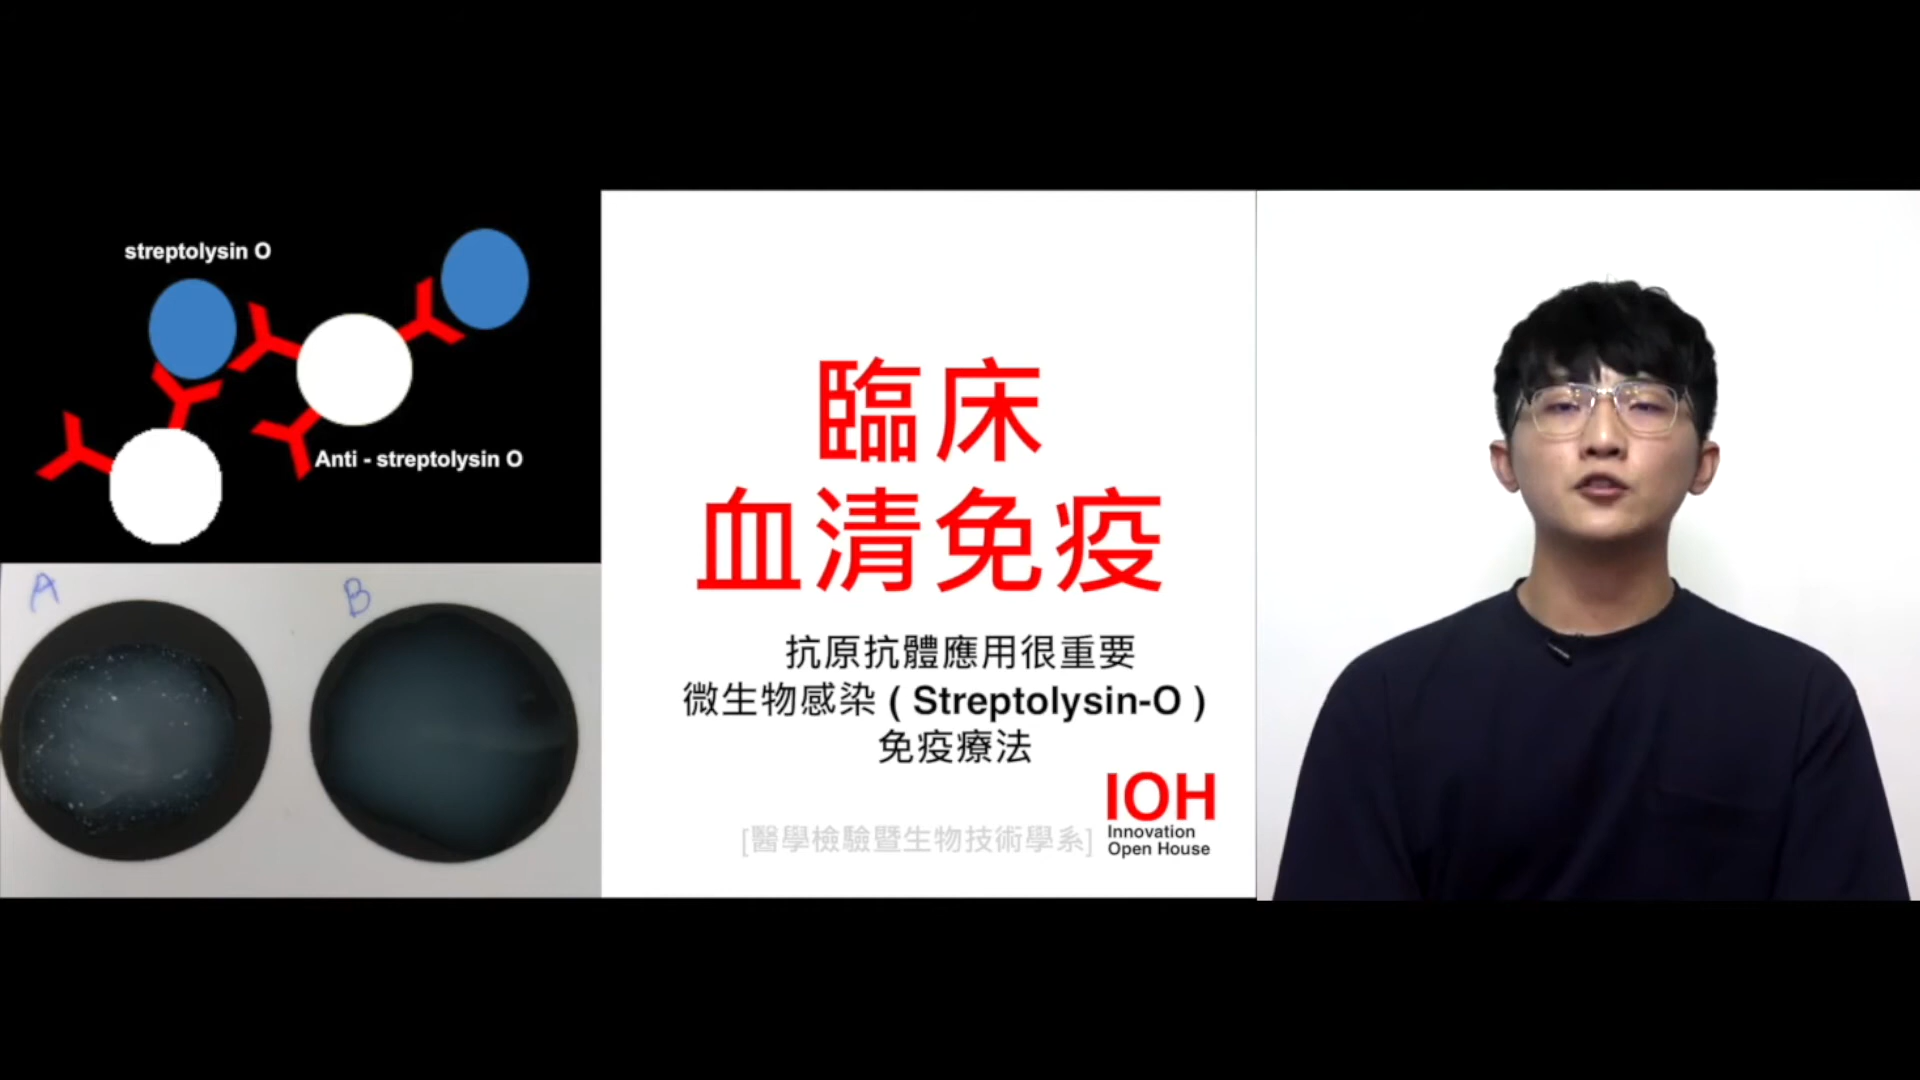 streptolysin O
Anti - streptolysin O
A
B
臨床
血清免疫
抗原抗體應用很重要
微生物感染 ( Streptolysin-O )
免疫療法
IOH
Innovation
Open House
[醫學檢驗暨生物技術學系]